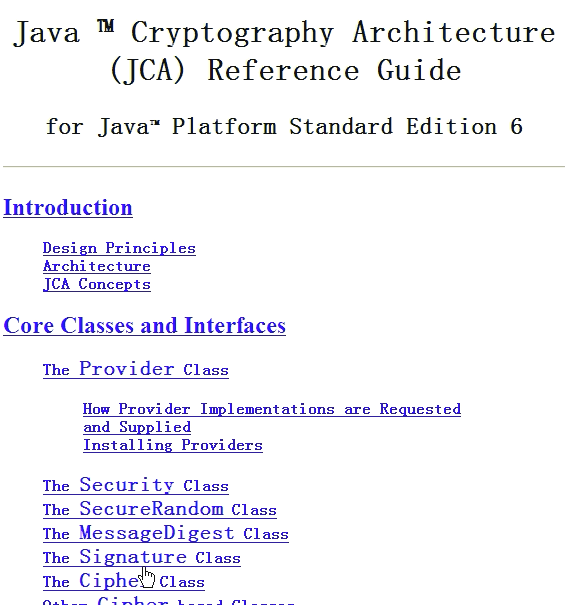 Java ™ Cryptography Architecture
(JCA) Reference Guide
for Java™ Platform Standard Edition 6
Introduction
Design Principles
Architecture
JCA Concepts
Core Classes and Interfaces
The Provider Class
How Provider Implementations are Requested
and Supplied
Installing Providers
The Security Class
The SecureRandom Class
The MessageDigest Class
The Signature Class
The Cipher Class
Other Cipher-based Classes